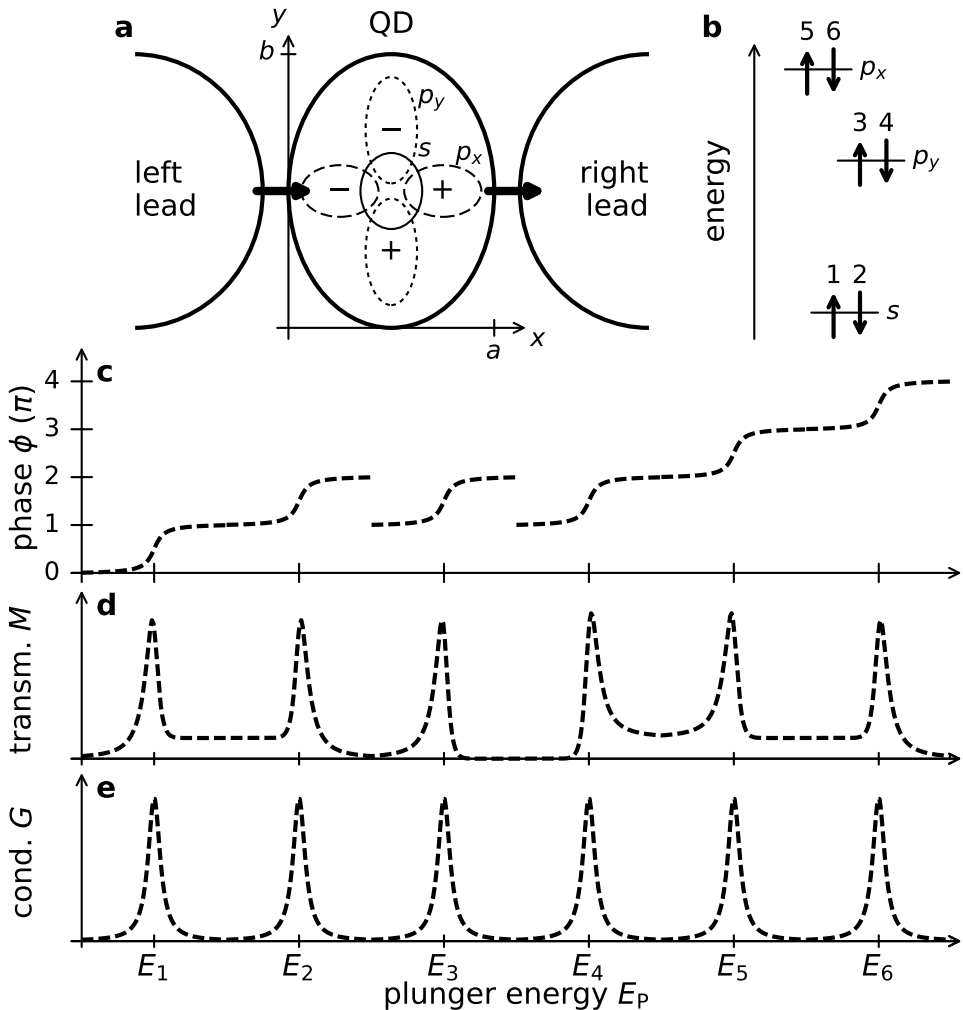 a
y
QD
b
p_y
s
p_x
−
−
+
+
left
lead
right
lead
a
x
b
energy
5 6
p_x
3 4
p_y
1 2
s
c
phase ϕ (π)
4
3
2
1
0
d
transm. M
e
cond. G
E_1
E_2
E_3
E_4
E_5
E_6
plunger energy E_P